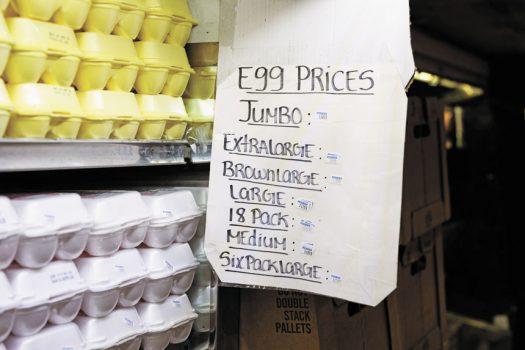 EGG PRICES
JUMBO:
EXTRALARGE:
BROWNLARGE:
LARGE:
18 PACK:
MEDIUM:
SIXPACKLARGE:
DOUBLE
STACK
PALLETS